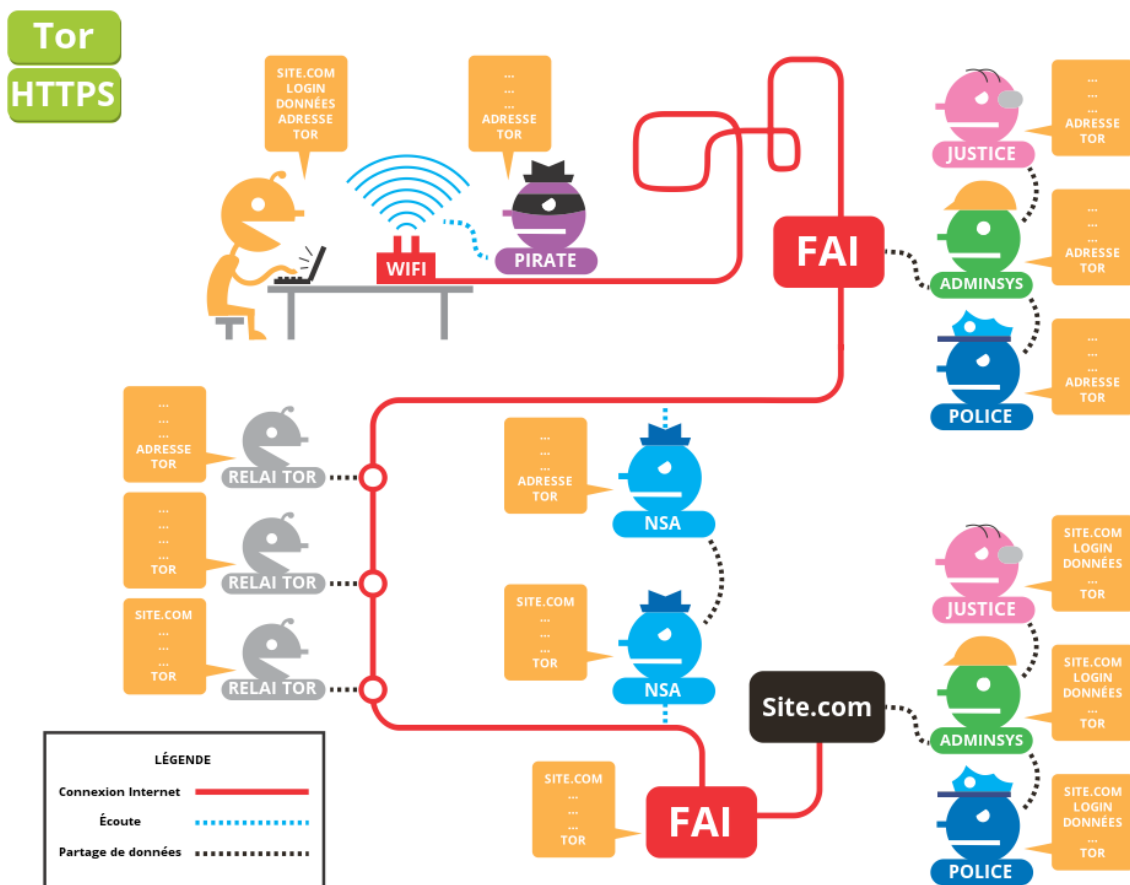 Tor
HTTPS
SITE.COM
LOGIN
DONNÉES
ADRESSE
TOR
...
...
...
ADRESSE
TOR
WIFI
PIRATE
FAI
...
...
...
ADRESSE
TOR
JUSTICE
...
...
...
ADRESSE
TOR
ADMINSYS
...
...
...
ADRESSE
TOR
POLICE
...
...
...
ADRESSE
TOR
RELAI TOR
...
...
...
...
TOR
RELAI TOR
SITE.COM
...
...
...
TOR
RELAI TOR
...
...
...
ADRESSE
TOR
NSA
SITE.COM
...
...
...
TOR
NSA
SITE.COM
LOGIN
DONNÉES
...
TOR
JUSTICE
SITE.COM
LOGIN
DONNÉES
...
TOR
ADMINSYS
SITE.COM
LOGIN
DONNÉES
...
TOR
POLICE
Site.com
SITE.COM
...
...
...
TOR
FAI
LÉGENDE
Connexion Internet
Écoute
Partage de données